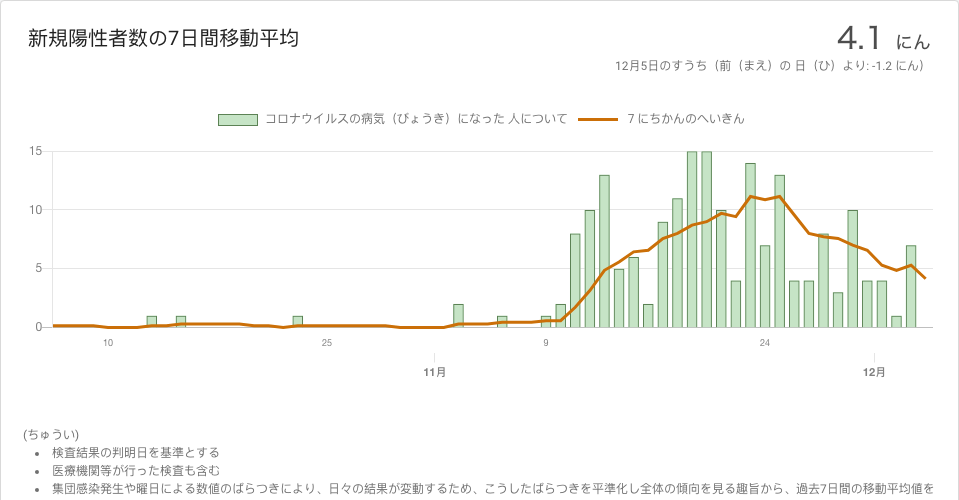 新規陽性者数の7日間移動平均
4.1 にん
12月5日のすうち（前（まえ）の 日（ひ）より: -1.2 にん）
コロナウイルスの病気（びょうき）になった 人について 7 にちかんのへいきん
15
10
5
0
10 25 9 24
11月 12月
(ちゅうい)
• 検査結果の判明日を基準とする
• 医療機関等が行った検査も含む
• 集団感染発生や曜日による数値のばらつきにより、日々の結果が変動するため、こうしたばらつきを平準化し全体の傾向を見る趣旨から、過去7日間の移動平均値を